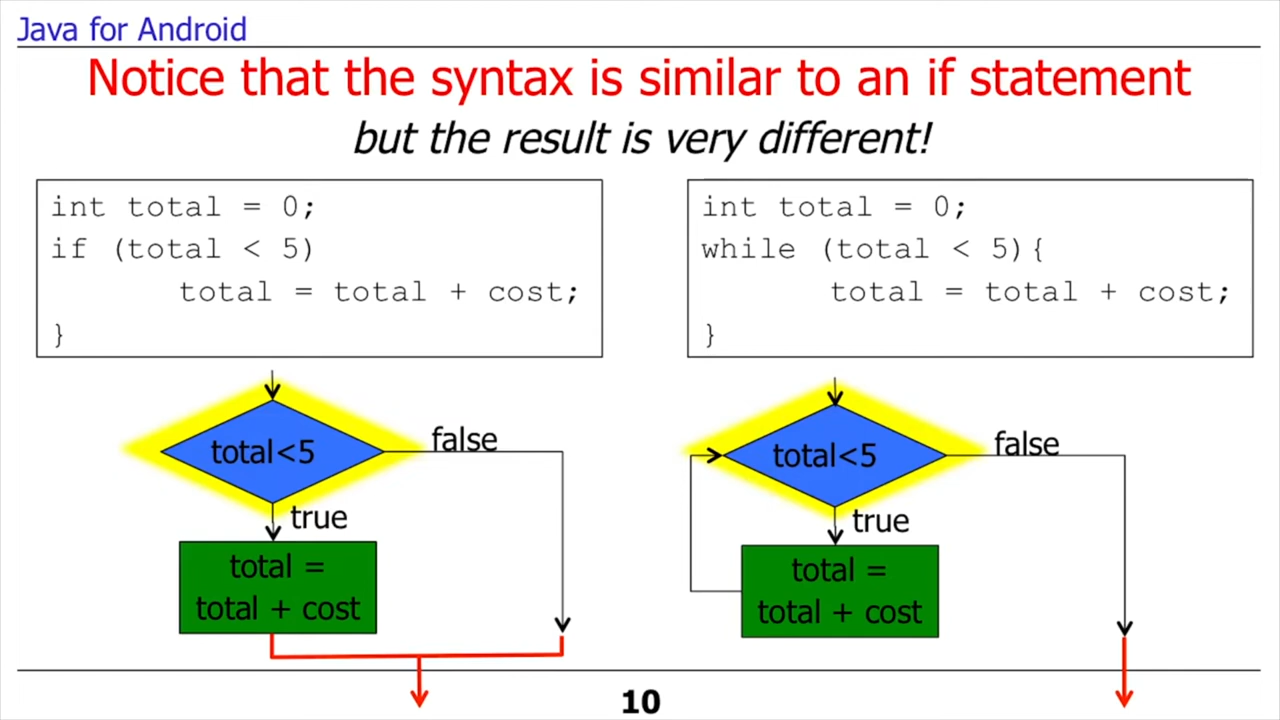 Java for Android
Notice that the syntax is similar to an if statement
but the result is very different!
int total = 0;
if (total < 5)
total = total + cost;
}
int total = 0;
while (total < 5){
total = total + cost;
}
total<5
false
true
total =
total + cost
total<5
false
true
total =
total + cost
10